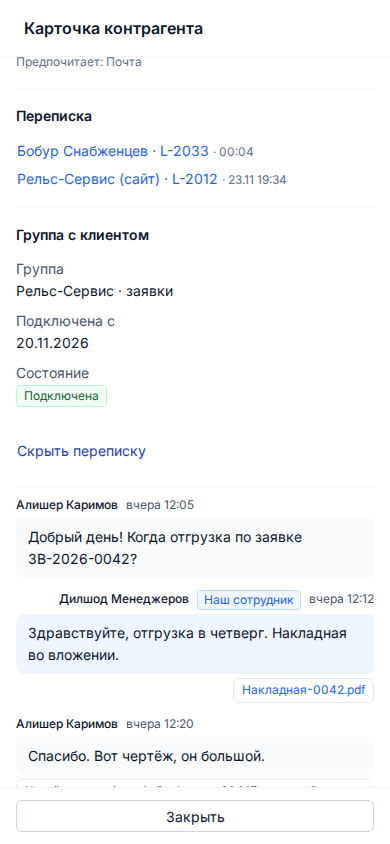 Карточка контрагента
Предпочитает: Почта
Переписка
Бобур Снабженцев · L-2033 · 00:04
Рельс-Сервис (сайт) · L-2012 · 23.11 19:34
Группа с клиентом
Группа
Рельс-Сервис · заявки
Подключена с
20.11.2026
Состояние
Подключена
Скрыть переписку
Алишер Каримов вчера 12:05
Добрый день! Когда отгрузка по заявке
ЗВ-2026-0042?
Дилшод Менеджеров Наш сотрудник вчера 12:12
Здравствуйте, отгрузка в четверг. Накладная
во вложении.
Накладная-0042.pdf
Алишер Каримов вчера 12:20
Спасибо. Вот чертёж, он большой.
Закрыть